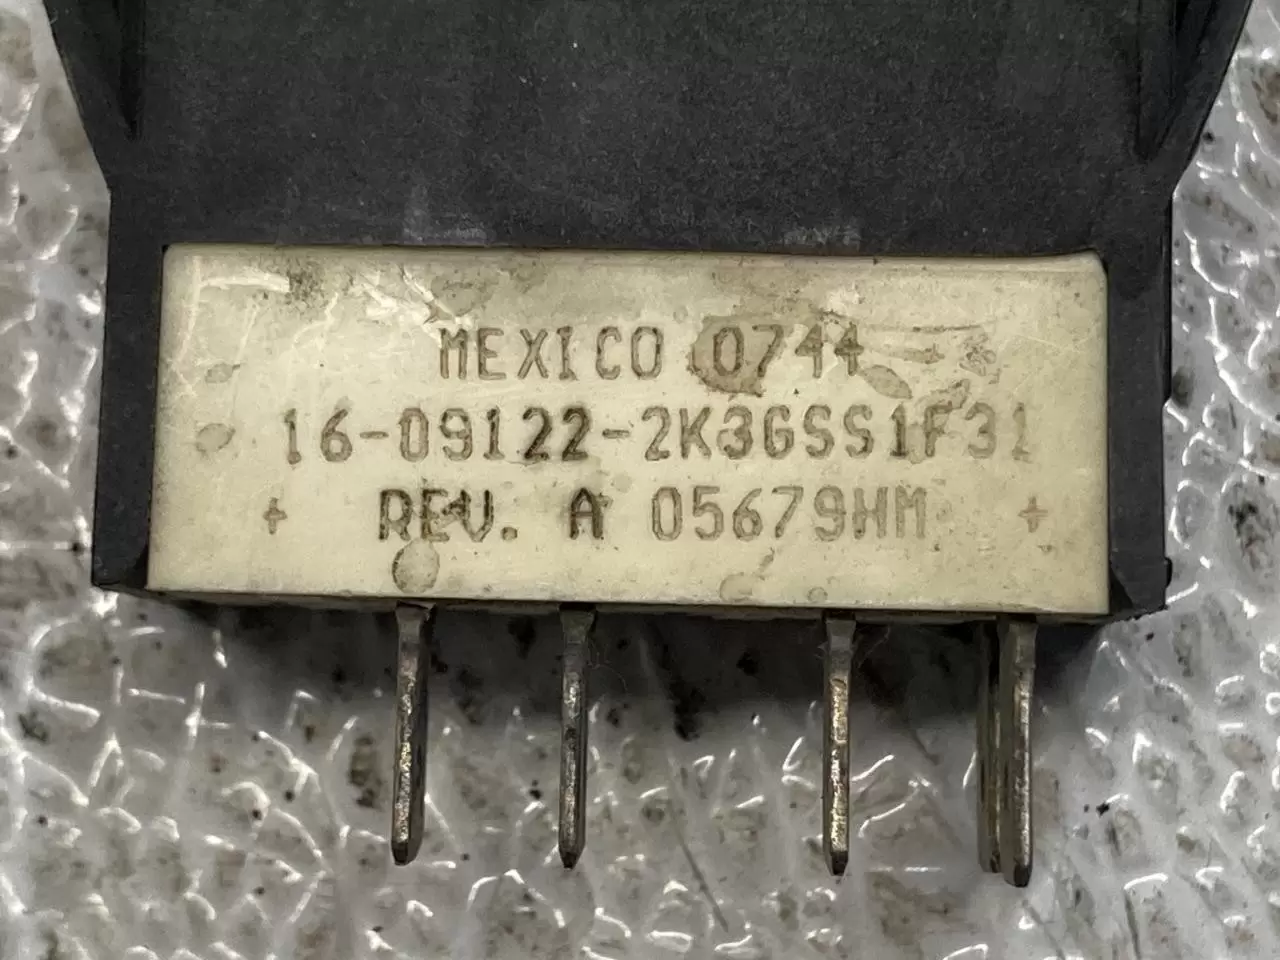 MEXICO 0744
16-09122-2K3GSS1F31
+ REV. A 05679HM +